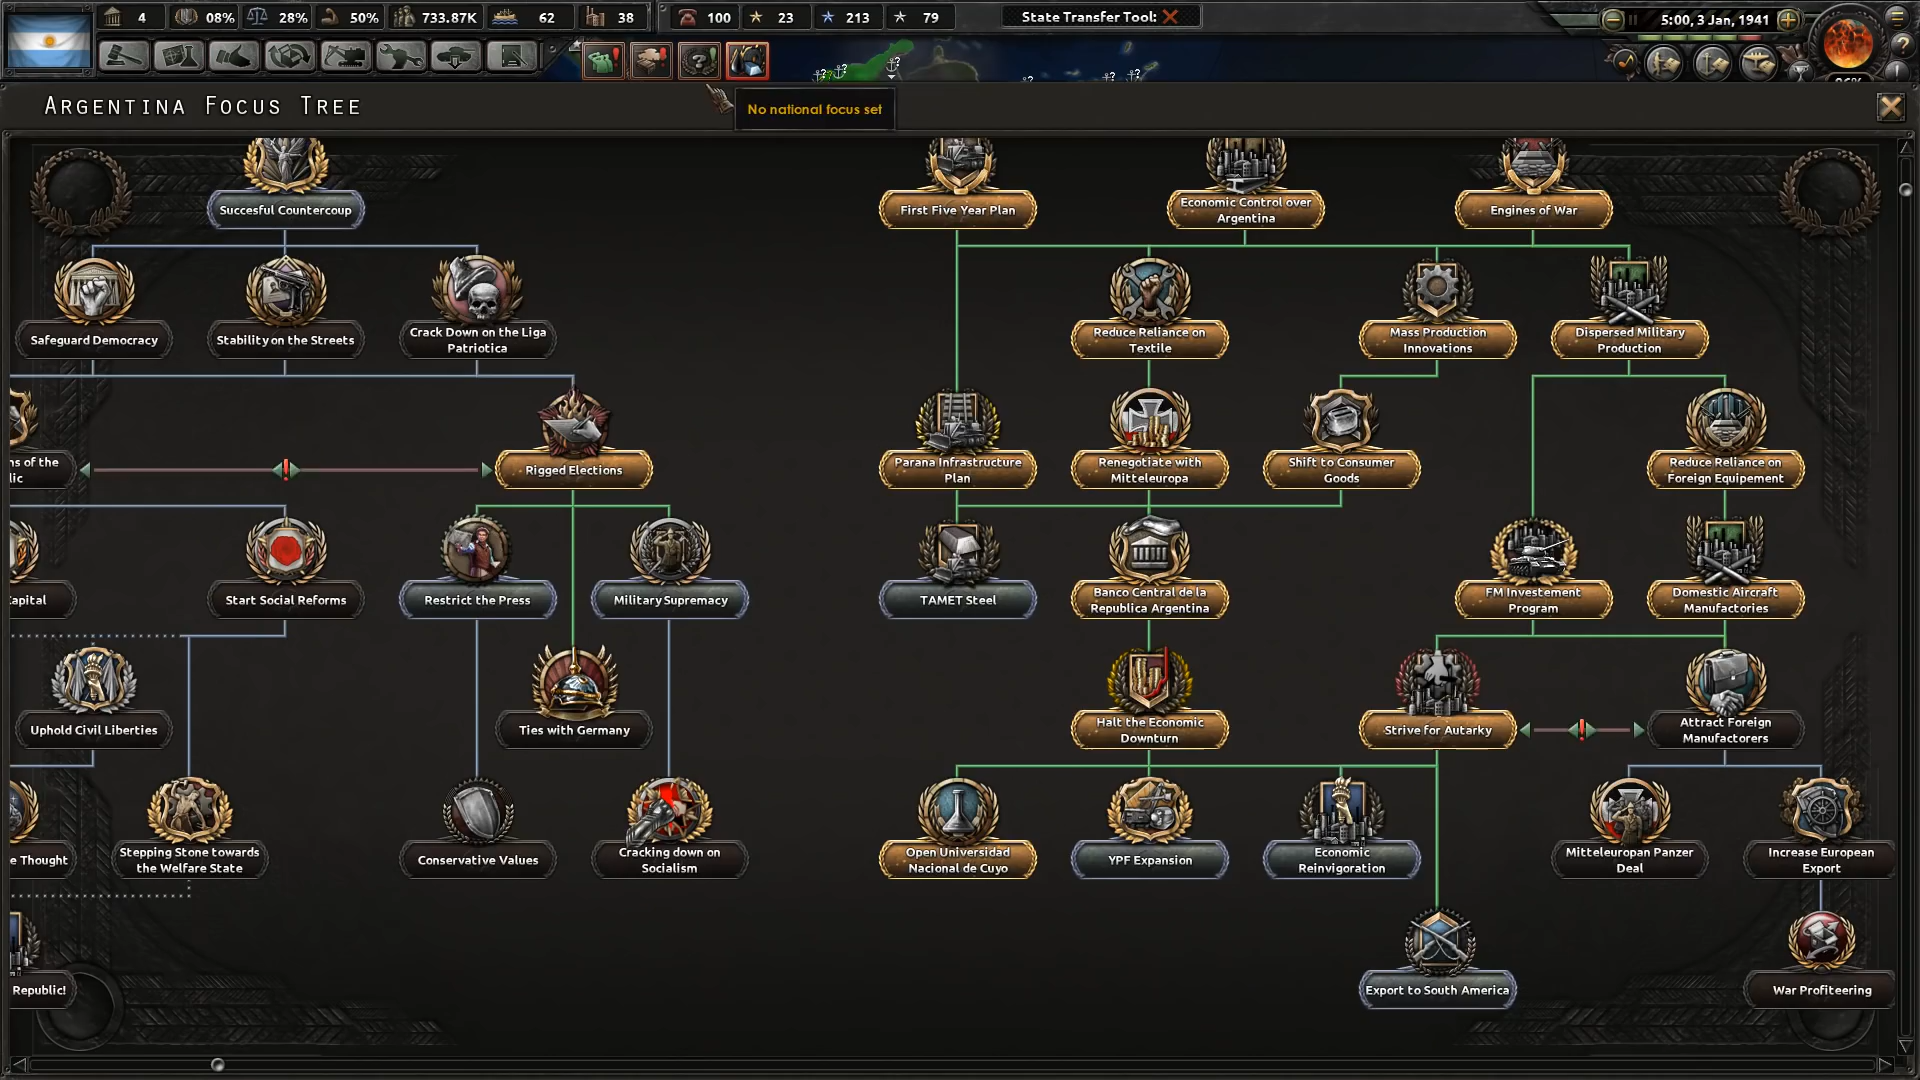 4
08%
28%
50%
733.87K
62
38
100
23
213
79
State Transfer Tool:
5:00, 3 Jan, 1941
ARGENTINA FOCUS TREE
No national focus set
Succesful Countercoup
First Five Year Plan
Economic Control over
Argentina
Engines of War
Safeguard Democracy
Stability on the Streets
Crack Down on the Liga
Patriotica
Reduce Reliance on
Textile
Mass Production
Innovations
Dispersed Military
Production
ns of the
lic
Rigged Elections
Parana Infrastructure
Plan
Renegotiate with
Mitteleuropa
Shift to Consumer
Goods
Reduce Reliance on
Foreign Equipement
Capital
Start Social Reforms
Restrict the Press
Military Supremacy
TAMET Steel
Banco Central de la
Republica Argentina
FM Investement
Program
Domestic Aircraft
Manufactories
Uphold Civil Liberties
Ties with Germany
Halt the Economic
Downturn
Strive for Autarky
Attract Foreign
Manufactorers
e Thought
Stepping Stone towards
the Welfare State
Conservative Values
Cracking down on
Socialism
Open Universidad
Nacional de Cuyo
YPF Expansion
Economic
Reinvigoration
Mitteleuropan Panzer
Deal
Increase European
Export
Republic!
Export to South America
War Profiteering